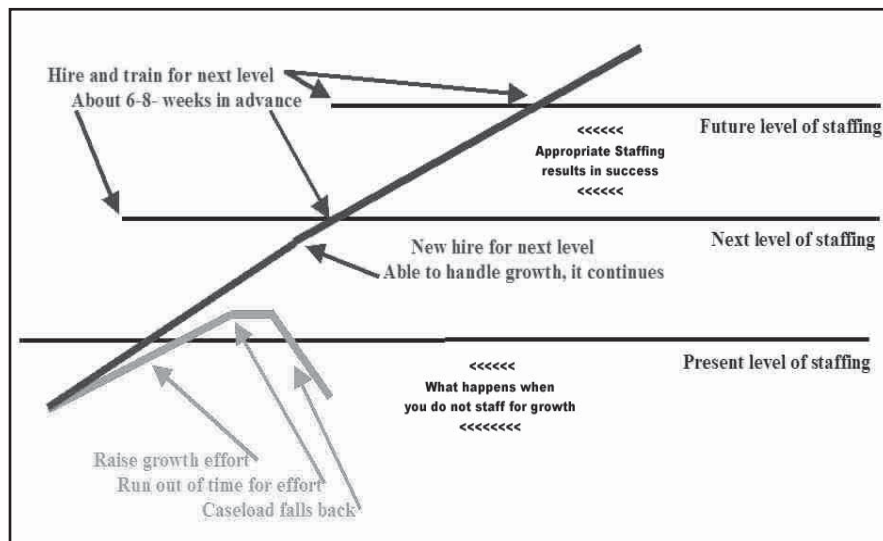 Hire and train for next level
About 6-8- weeks in advance
<<<<<<
Appropriate Staffing
results in success
<<<<<<
Future level of staffing
New hire for next level
Able to handle growth, it continues
Next level of staffing
<<<<<<
What happens when
you do not staff for growth
<<<<<<<<
Present level of staffing
Raise growth effort
Run out of time for effort
Caseload falls back